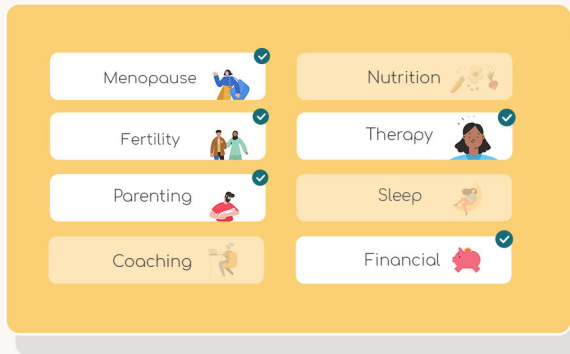 Menopause
Nutrition
Fertility
Therapy
Parenting
Sleep
Coaching
Financial